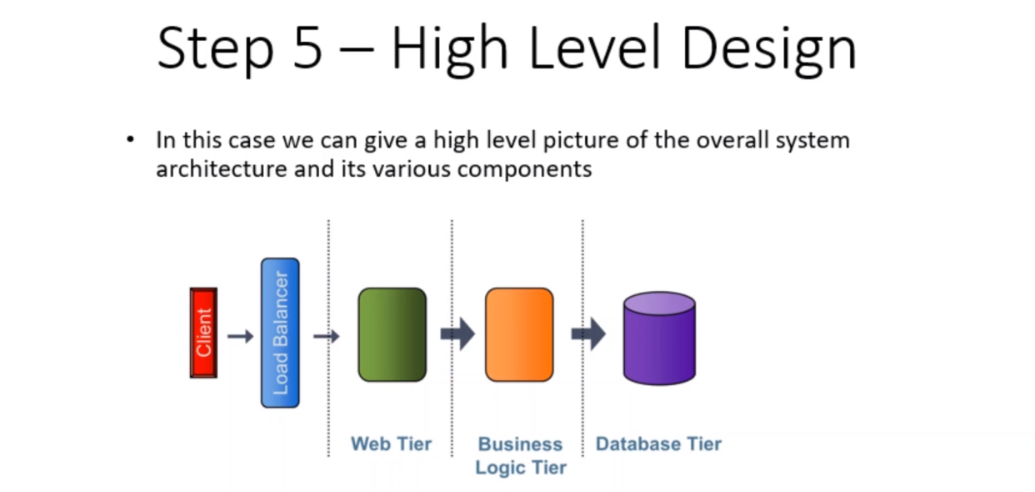 Step 5 – High Level Design
• In this case we can give a high level picture of the overall system
architecture and its various components
Client
Load Balancer
Web Tier
Business
Logic Tier
Database Tier